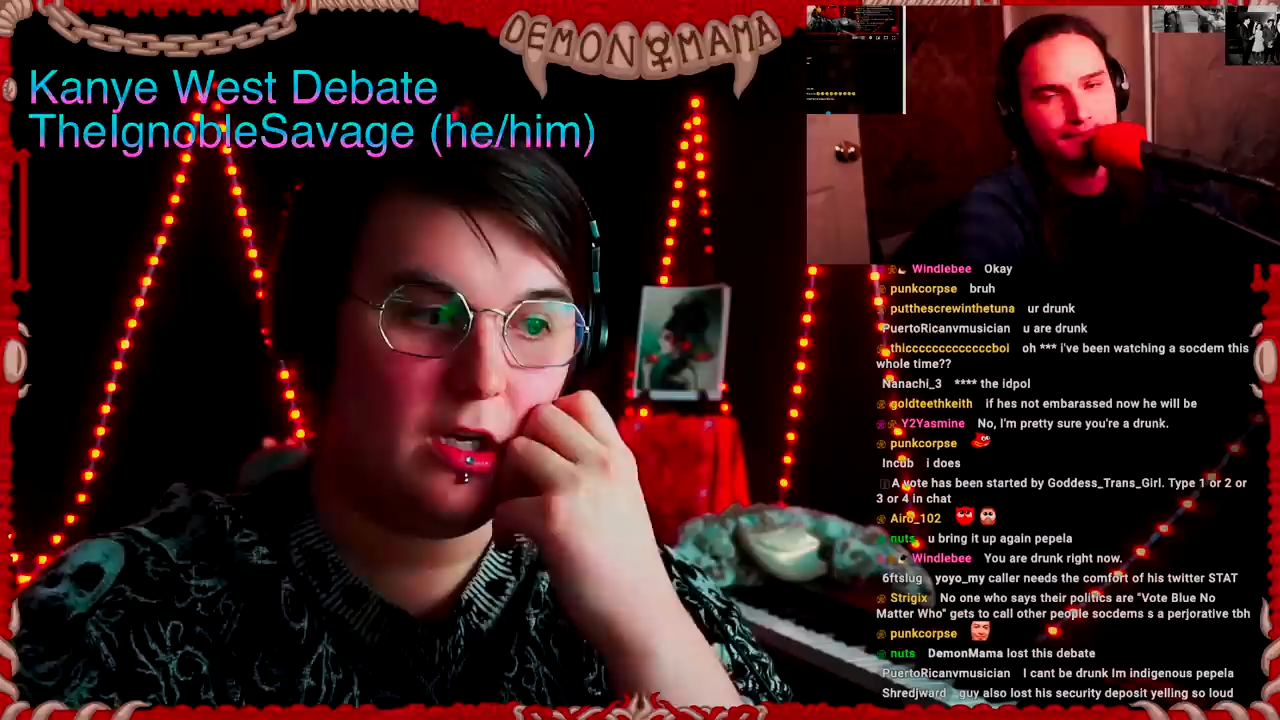 DEMON MAMA
Kanye West Debate
TheIgnobleSavage (he/him)
Windlebee Okay
punkcorpse bruh
putthescrewinthetuna ur drunk
PuertoRicanvmusician u are drunk
thiccccccccccccccboi oh *** i've been watching a socdem this
whole time??
Nanachi_3 **** the idpol
goldteethkeith if hes not embarassed now he will be
Y2Yasmine No, I'm pretty sure you're a drunk.
punkcorpse
Incub i does
A vote has been started by Goddess_Trans_Girl. Type 1 or 2 or
3 or 4 in chat
Airo_102
nuts u bring it up again pepela
Windlebee You are drunk right now.
6ftslug yoyo_my caller needs the comfort of his twitter STAT
Strigix No one who says their politics are "Vote Blue No
Matter Who" gets to call other people socdems s a perjorative tbh
punkcorpse
nuts DemonMama lost this debate
PuertoRicanvmusician I cant be drunk Im indigenous pepela
Shredjward guy also lost his security deposit yelling so loud